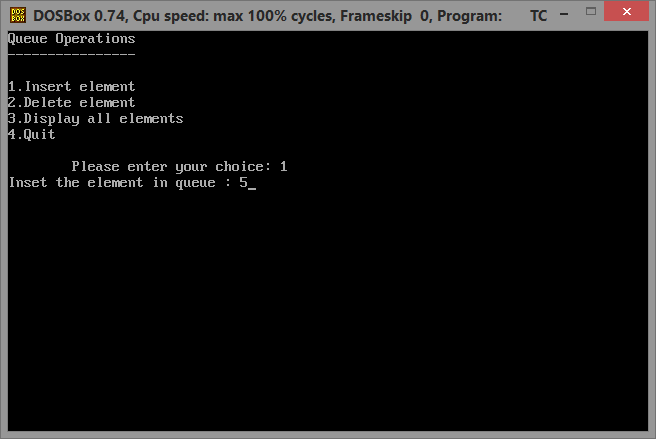 DOS
BOX
DOSBox 0.74, Cpu speed: max 100% cycles, Frameskip 0, Program: TC
Queue Operations
----------------
1.Insert element
2.Delete element
3.Display all elements
4.Quit
Please enter your choice: 1
Inset the element in queue : 5_